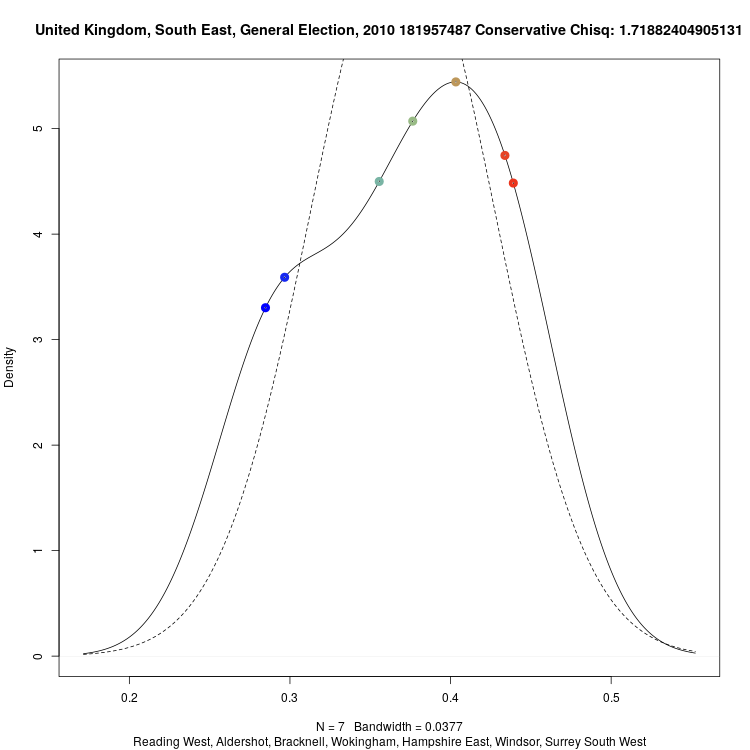 United Kingdom, South East, General Election, 2010 181957487 Conservative Chisq: 1.71882404905131
Density
5
4
3
2
1
0
0.2 0.3 0.4 0.5
N = 7 Bandwidth = 0.0377
Reading West, Aldershot, Bracknell, Wokingham, Hampshire East, Windsor, Surrey South West